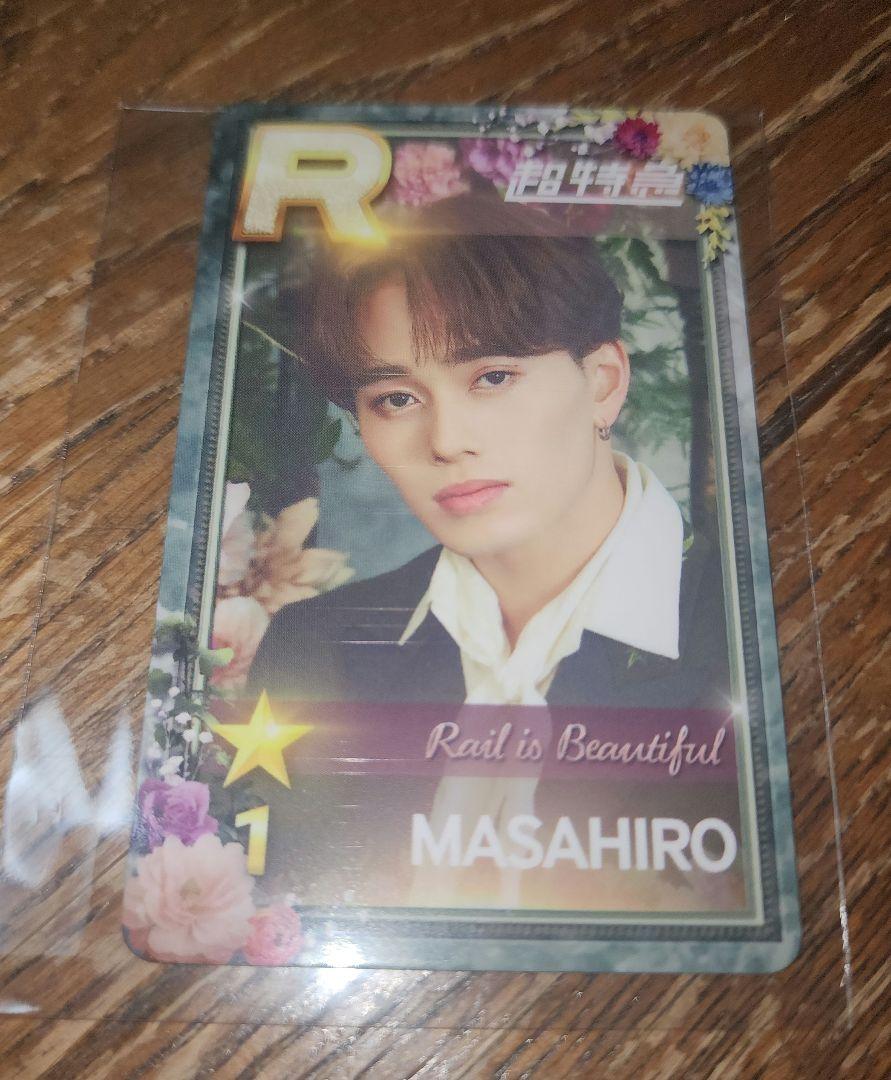 R
超特急
Rail is Beautiful
1
MASAHIRO